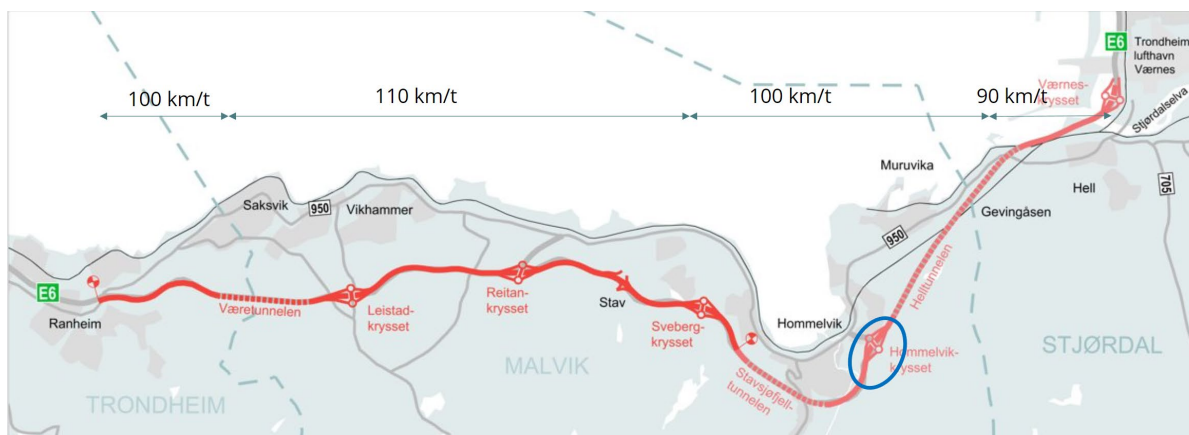 E6
Trondheim
lufthavn
Værnes
Værnes-
krysset
100 km/t
110 km/t
100 km/t
90 km/t
Stjørdalselva
Muruvika
Hell
705
Saksvik
950
Vikhammer
Gevingåsen
950
Helltunnelen
E6
Ranheim
Væretunnelen
Leistad-
krysset
Reitan-
krysset
Stav
Sveberg-
krysset
Hommelvik
Hommelvik-
krysset
STJØRDAL
MALVIK
Stavsjøfjell-
tunnelen
TRONDHEIM